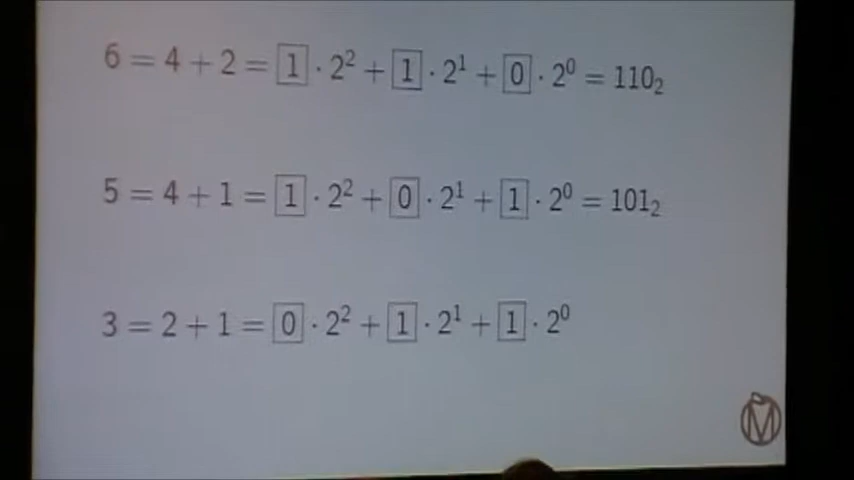 6 = 4 + 2 = 1 · 2² + 1 · 2¹ + 0 · 2⁰ = 110₂
5 = 4 + 1 = 1 · 2² + 0 · 2¹ + 1 · 2⁰ = 101₂
3 = 2 + 1 = 0 · 2² + 1 · 2¹ + 1 · 2⁰
M